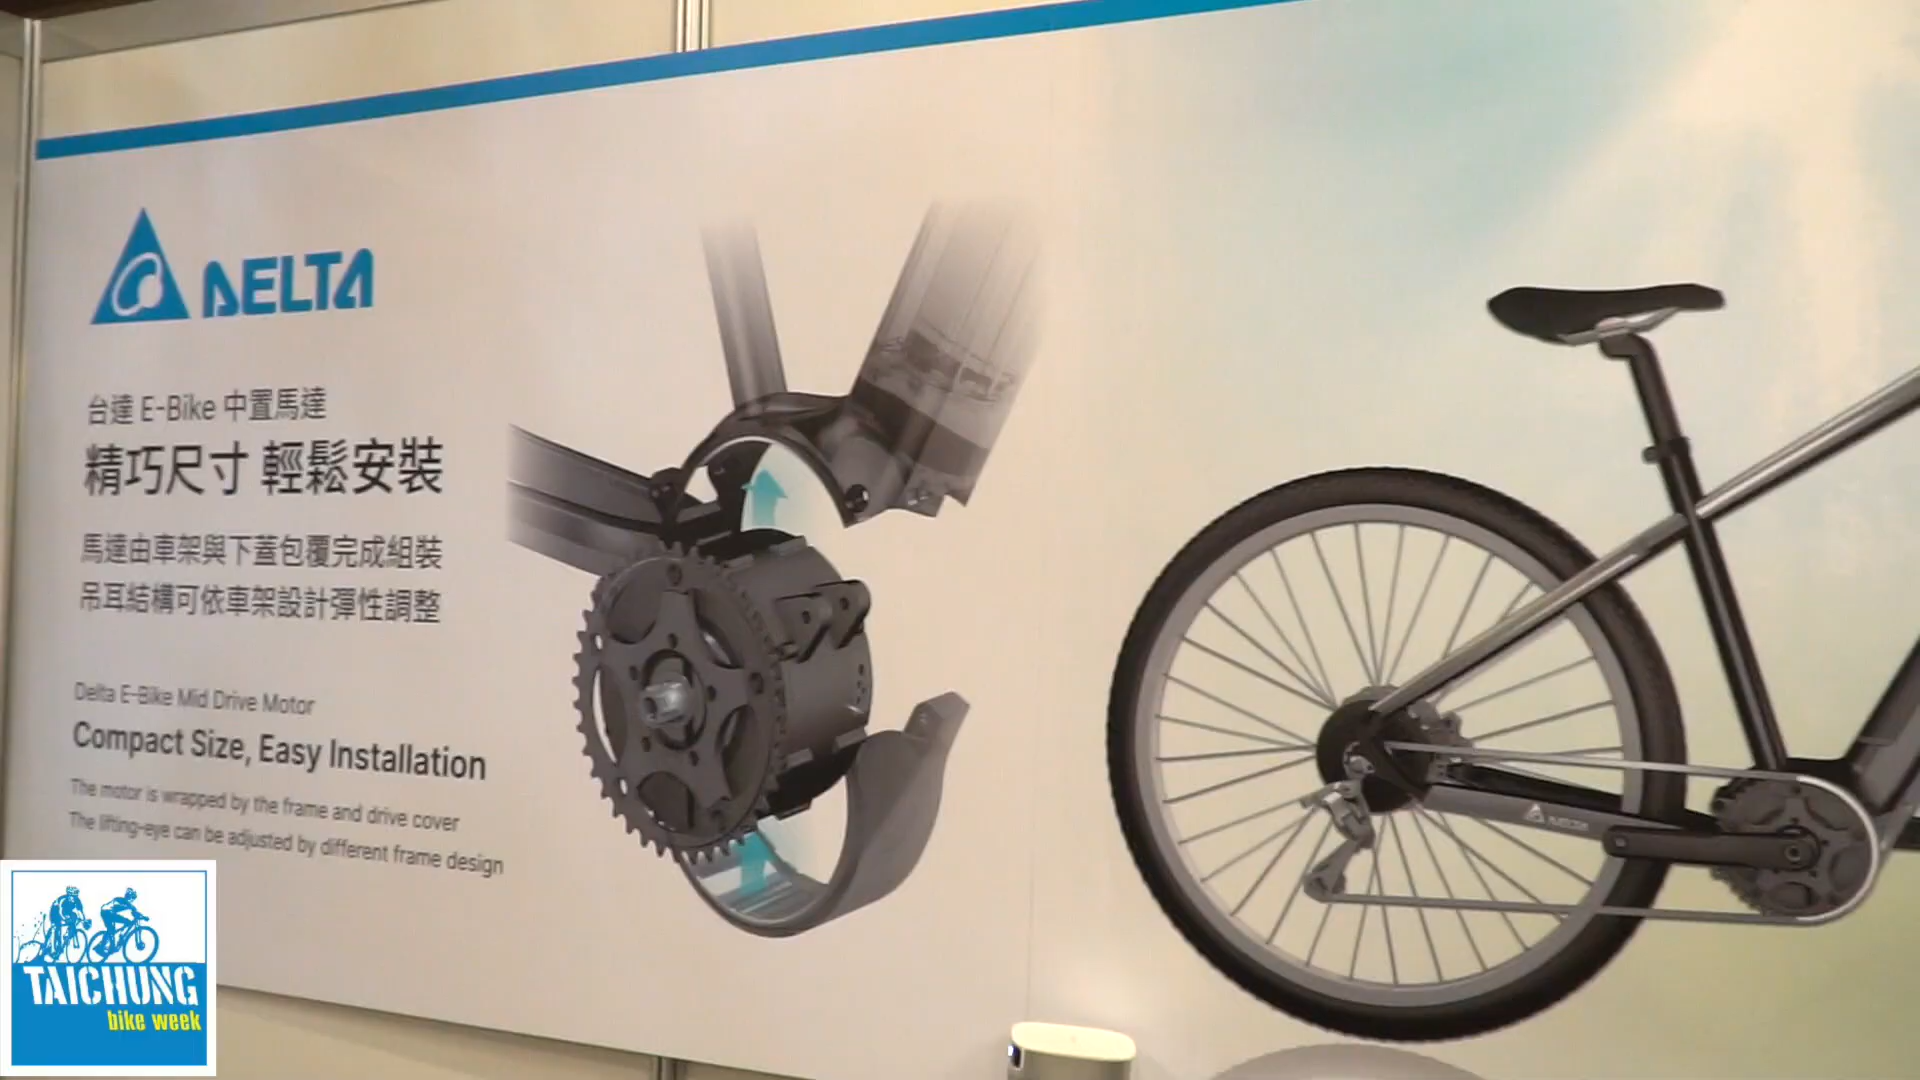 DELTA
台達 E-Bike 中置馬達
精巧尺寸 輕鬆安裝
馬達由車架與下蓋包覆完成組裝
吊耳結構可依車架設計彈性調整
Delta E-Bike Mid Drive Motor
Compact Size, Easy Installation
The motor is wrapped by the frame and drive cover
The lifting-eye can be adjusted by different frame design
DELTA
TAICHUNG
bike week